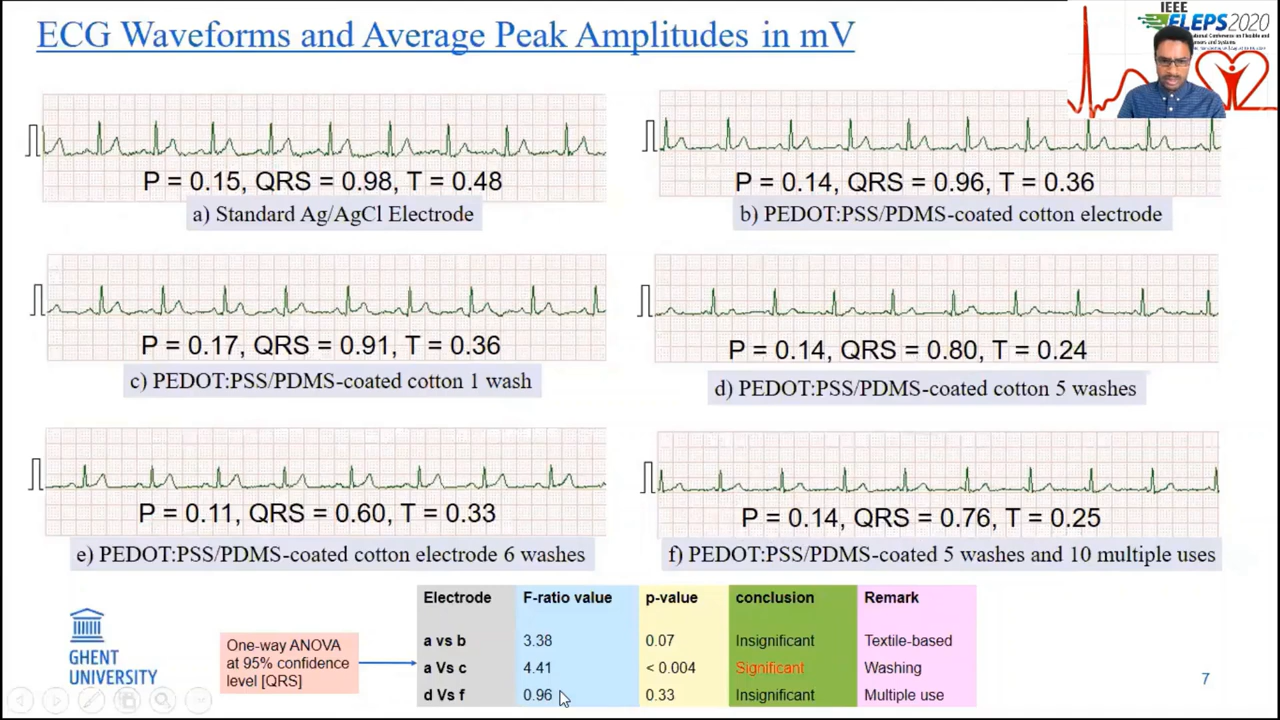 ECG Waveforms and Average Peak Amplitudes in mV
IEEE
FLEPS2020
P = 0.15, QRS = 0.98, T = 0.48
a) Standard Ag/AgCl Electrode
P = 0.14, QRS = 0.96, T = 0.36
b) PEDOT:PSS/PDMS-coated cotton electrode
P = 0.17, QRS = 0.91, T = 0.36
c) PEDOT:PSS/PDMS-coated cotton 1 wash
P = 0.14, QRS = 0.80, T = 0.24
d) PEDOT:PSS/PDMS-coated cotton 5 washes
P = 0.11, QRS = 0.60, T = 0.33
e) PEDOT:PSS/PDMS-coated cotton electrode 6 washes
P = 0.14, QRS = 0.76, T = 0.25
f) PEDOT:PSS/PDMS-coated 5 washes and 10 multiple uses
GHENT
UNIVERSITY
One-way ANOVA
at 95% confidence
level [QRS]
Electrode F-ratio value p-value conclusion Remark
a vs b 3.38 0.07 Insignificant Textile-based
a Vs c 4.41 < 0.004 Significant Washing
d Vs f 0.96 0.33 Insignificant Multiple use
7